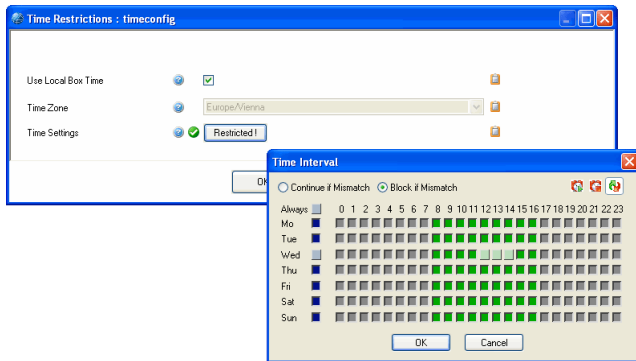 Time Restrictions : timeconfig
Use Local Box Time
Time Zone
Europe/Vienna
Time Settings
Restricted !
Time Interval
Continue if Mismatch
Block if Mismatch
Always
0 1 2 3 4 5 6 7 8 9 10 11 12 13 14 15 16 17 18 19 20 21 22 23
Mo
Tue
Wed
Thu
Fri
Sat
Sun
OK
Cancel